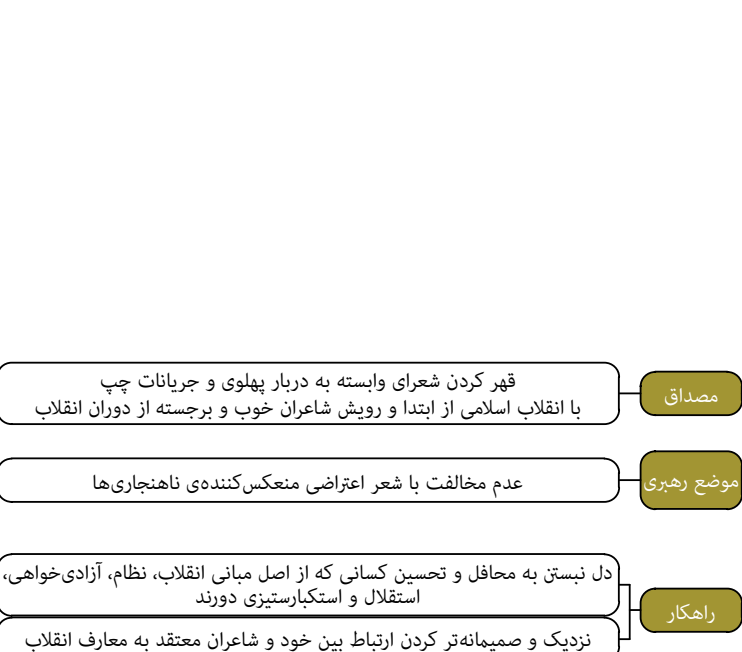 مصداق
قهر کردن شعرای وابسته به دربار پهلوی و جریانات چپ
با انقلاب اسلامی از ابتدا و رویش شاعران خوب و برجسته از دوران انقلاب
موضع رهبری
عدم مخالفت با شعر اعتراضی منعکس‌کننده‌ی ناهنجاری‌ها
راهکار
دل نبستن به محافل و تحسین کسانی که از اصل مبانی انقلاب، نظام، آزادی‌خواهی،
استقلال و استکبارستیزی دورند
نزدیک و صمیمانه‌تر کردن ارتباط بین خود و شاعران معتقد به معارف انقلاب